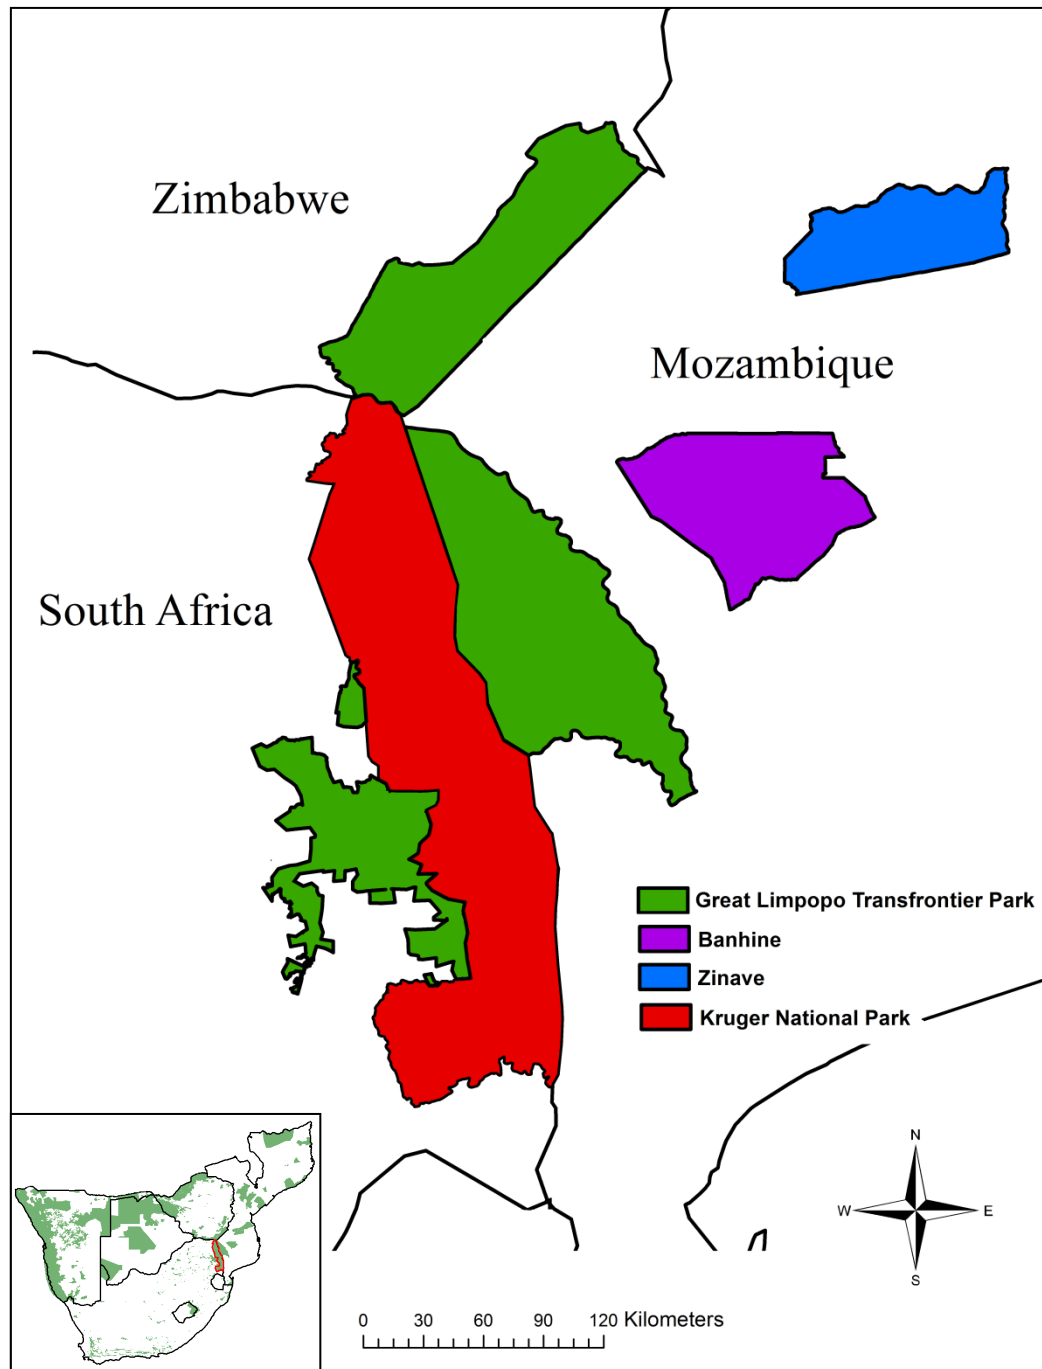 Zimbabwe
Mozambique
South Africa
Great Limpopo Transfrontier Park
Banhine
Zinave
Kruger National Park
N
W
E
S
0 30 60 90 120 Kilometers